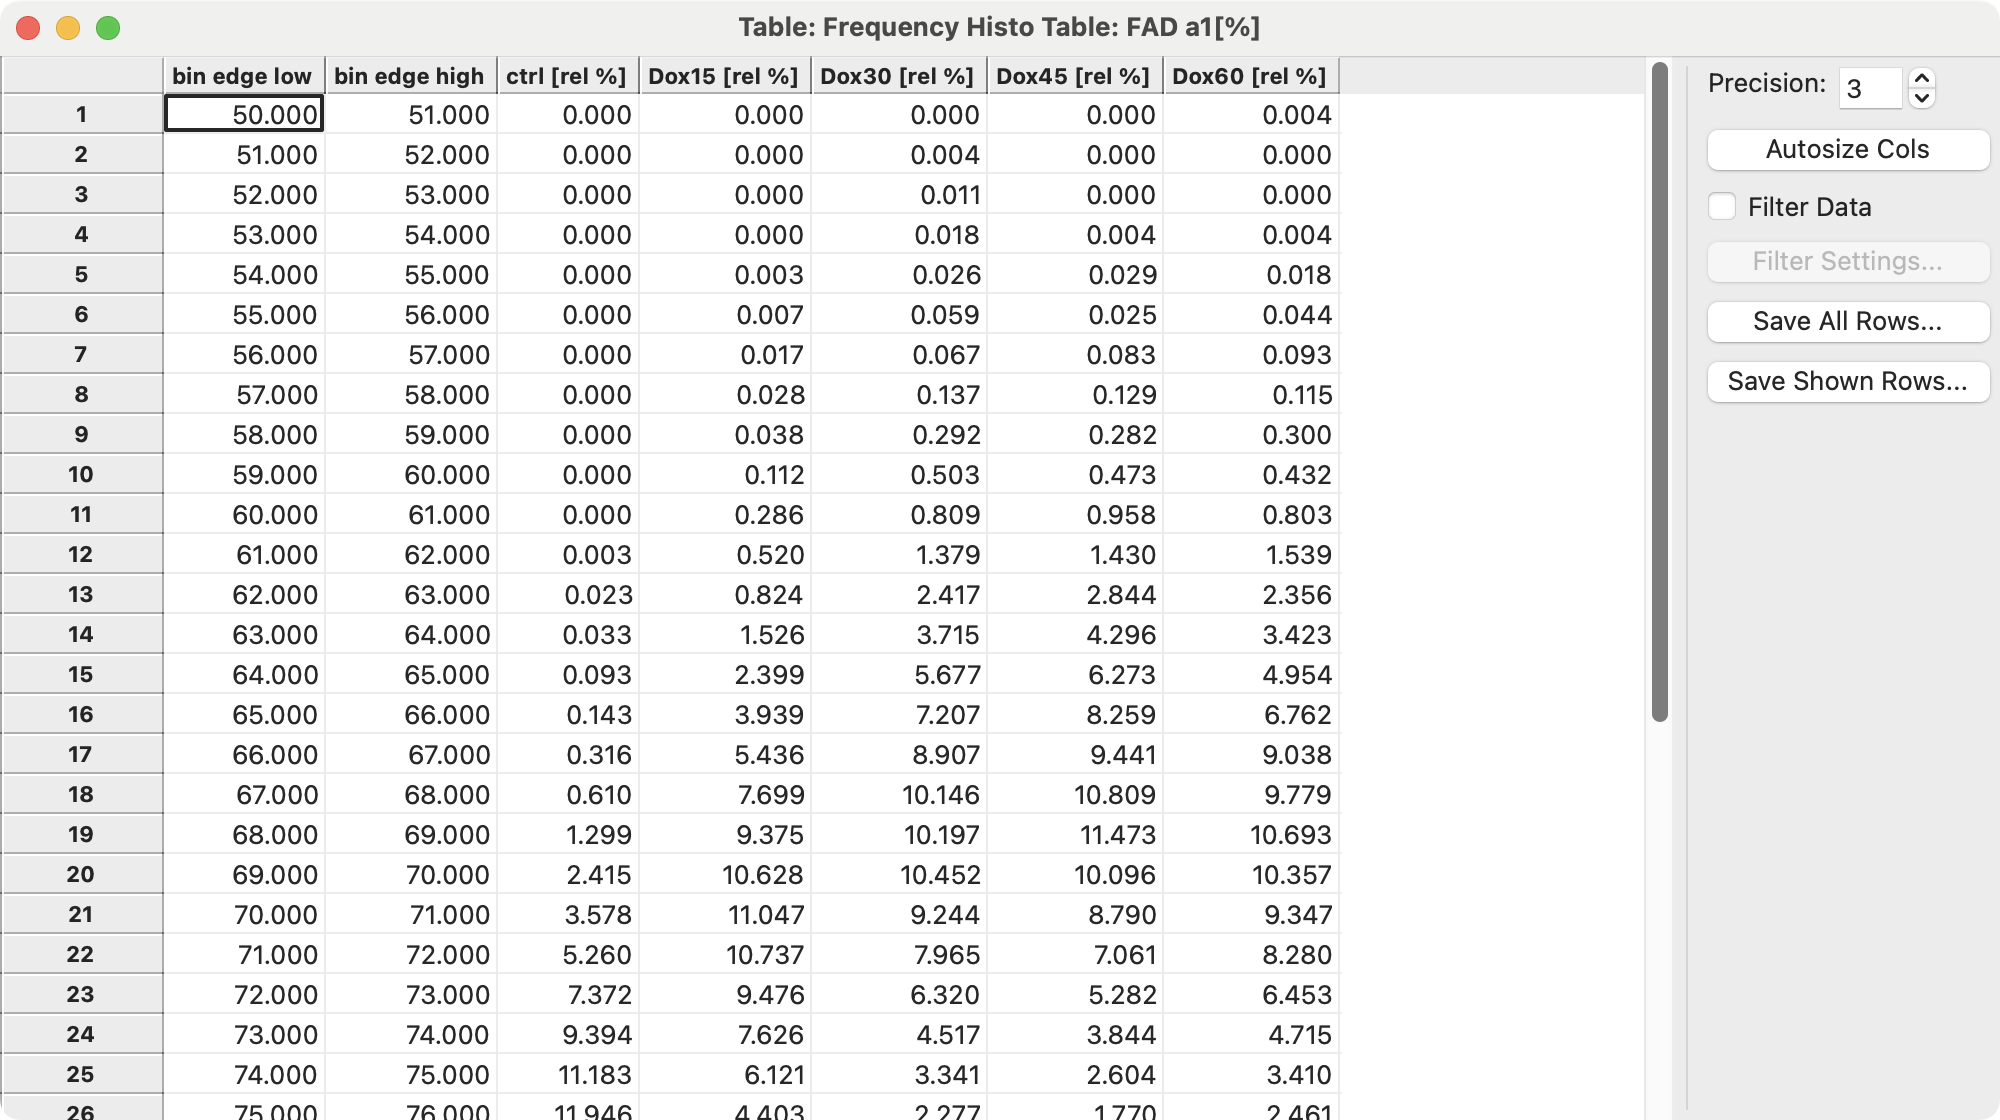 Table: Frequency Histo Table: FAD a1[%]
bin edge low bin edge high ctrl [rel %] Dox15 [rel %] Dox30 [rel %] Dox45 [rel %] Dox60 [rel %]
1 50.000 51.000 0.000 0.000 0.000 0.000 0.004
2 51.000 52.000 0.000 0.000 0.004 0.000 0.000
3 52.000 53.000 0.000 0.000 0.011 0.000 0.000
4 53.000 54.000 0.000 0.000 0.018 0.004 0.004
5 54.000 55.000 0.000 0.003 0.026 0.029 0.018
6 55.000 56.000 0.000 0.007 0.059 0.025 0.044
7 56.000 57.000 0.000 0.017 0.067 0.083 0.093
8 57.000 58.000 0.000 0.028 0.137 0.129 0.115
9 58.000 59.000 0.000 0.038 0.292 0.282 0.300
10 59.000 60.000 0.000 0.112 0.503 0.473 0.432
11 60.000 61.000 0.000 0.286 0.809 0.958 0.803
12 61.000 62.000 0.003 0.520 1.379 1.430 1.539
13 62.000 63.000 0.023 0.824 2.417 2.844 2.356
14 63.000 64.000 0.033 1.526 3.715 4.296 3.423
15 64.000 65.000 0.093 2.399 5.677 6.273 4.954
16 65.000 66.000 0.143 3.939 7.207 8.259 6.762
17 66.000 67.000 0.316 5.436 8.907 9.441 9.038
18 67.000 68.000 0.610 7.699 10.146 10.809 9.779
19 68.000 69.000 1.299 9.375 10.197 11.473 10.693
20 69.000 70.000 2.415 10.628 10.452 10.096 10.357
21 70.000 71.000 3.578 11.047 9.244 8.790 9.347
22 71.000 72.000 5.260 10.737 7.965 7.061 8.280
23 72.000 73.000 7.372 9.476 6.320 5.282 6.453
24 73.000 74.000 9.394 7.626 4.517 3.844 4.715
25 74.000 75.000 11.183 6.121 3.341 2.604 3.410
26 75.000 76.000 11.946 4.403 2.277 1.770 2.461
Precision: 3
Autosize Cols
Filter Data
Filter Settings...
Save All Rows...
Save Shown Rows...